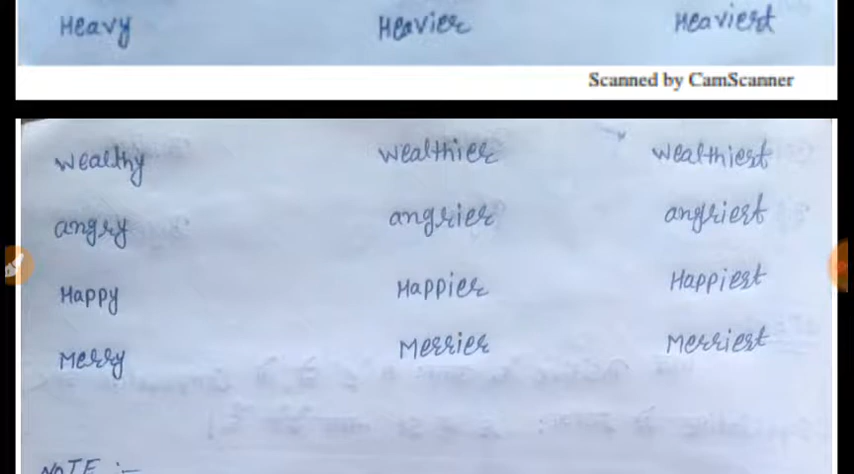 Heavy Heavier Heaviest
Scanned by CamScanner
wealthy wealthier wealthiest
angry angrier angriest
Happy Happier Happiest
Merry Merrier Merriest
NOTE :-